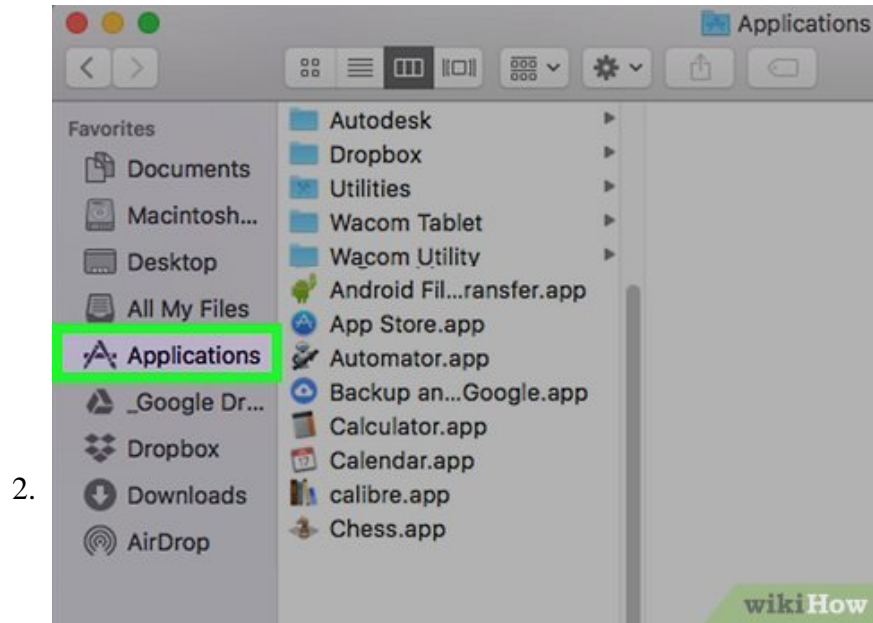 Applications
Favorites
Documents
Macintosh...
Desktop
All My Files
Applications
_Google Dr...
Dropbox
Downloads
AirDrop
Autodesk
Dropbox
Utilities
Wacom Tablet
Wacom Utility
Android Fil...ransfer.app
App Store.app
Automator.app
Backup an...Google.app
Calculator.app
Calendar.app
calibre.app
Chess.app
2.
wikiHow